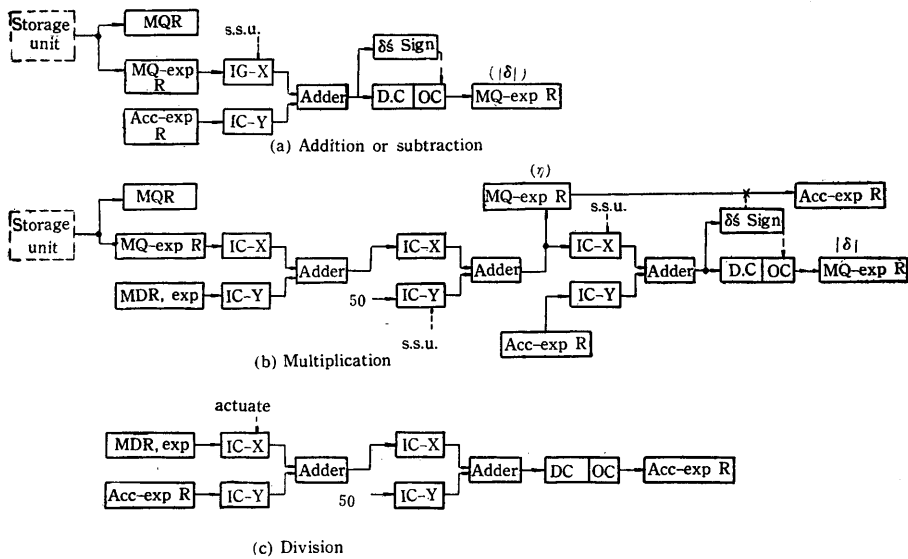 Storage unit
MQR
s.s.u.
MQ-exp R
IG-X
δ's Sign
Adder
D.C
OC
(|δ|)
MQ-exp R
Acc-exp R
IC-Y
(a) Addition or subtraction
Storage unit
MQR
MQ-exp R
IC-X
MDR, exp
IC-Y
Adder
IC-X
50
IC-Y
s.s.u.
Adder
(η)
MQ-exp R
s.s.u.
IC-X
IC-Y
Acc-exp R
Adder
Acc-exp R
δ's Sign
D.C
OC
|δ|
MQ-exp R
(b) Multiplication
actuate
MDR, exp
IC-X
Acc-exp R
IC-Y
Adder
IC-X
50
IC-Y
Adder
DC
OC
Acc-exp R
(c) Division